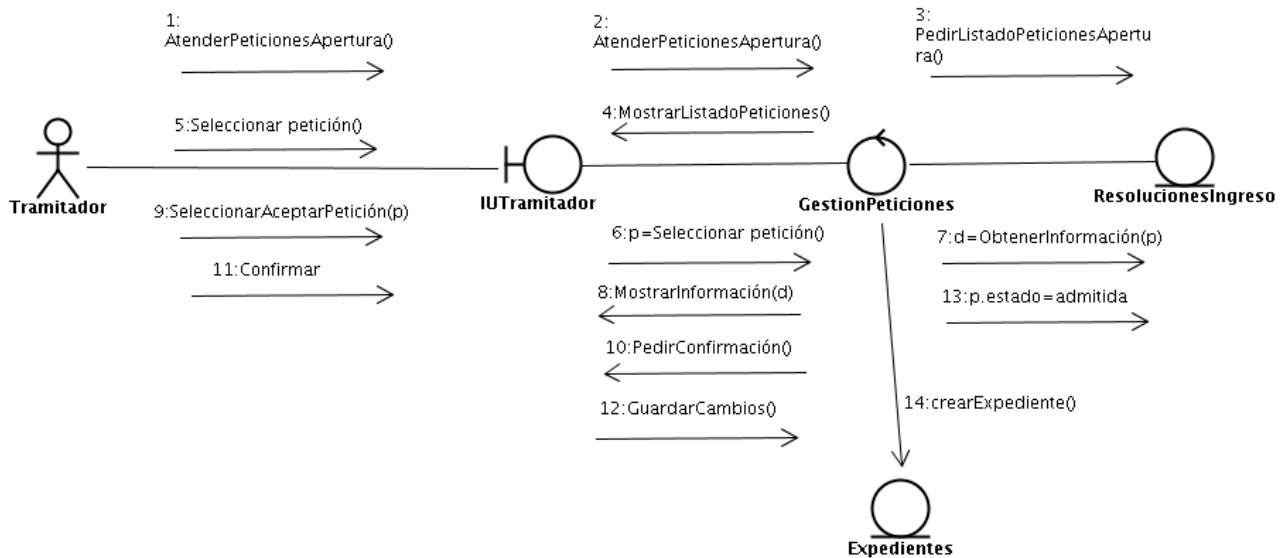 1:
AtenderPeticionesApertura()
2:
AtenderPeticionesApertura()
3:
PedirListadoPeticionesApertu
ra()
5:Seleccionar petición()
4:MostrarListadoPeticiones()
Tramitador
IUTramitador
GestionPeticiones
ResolucionesIngreso
9:SeleccionarAceptarPetición(p)
11:Confirmar
6:p=Seleccionar petición()
7:d=ObtenerInformación(p)
8:MostrarInformación(d)
13:p.estado=admitida
10:PedirConfirmación()
12:GuardarCambios()
14:crearExpediente()
Expedientes